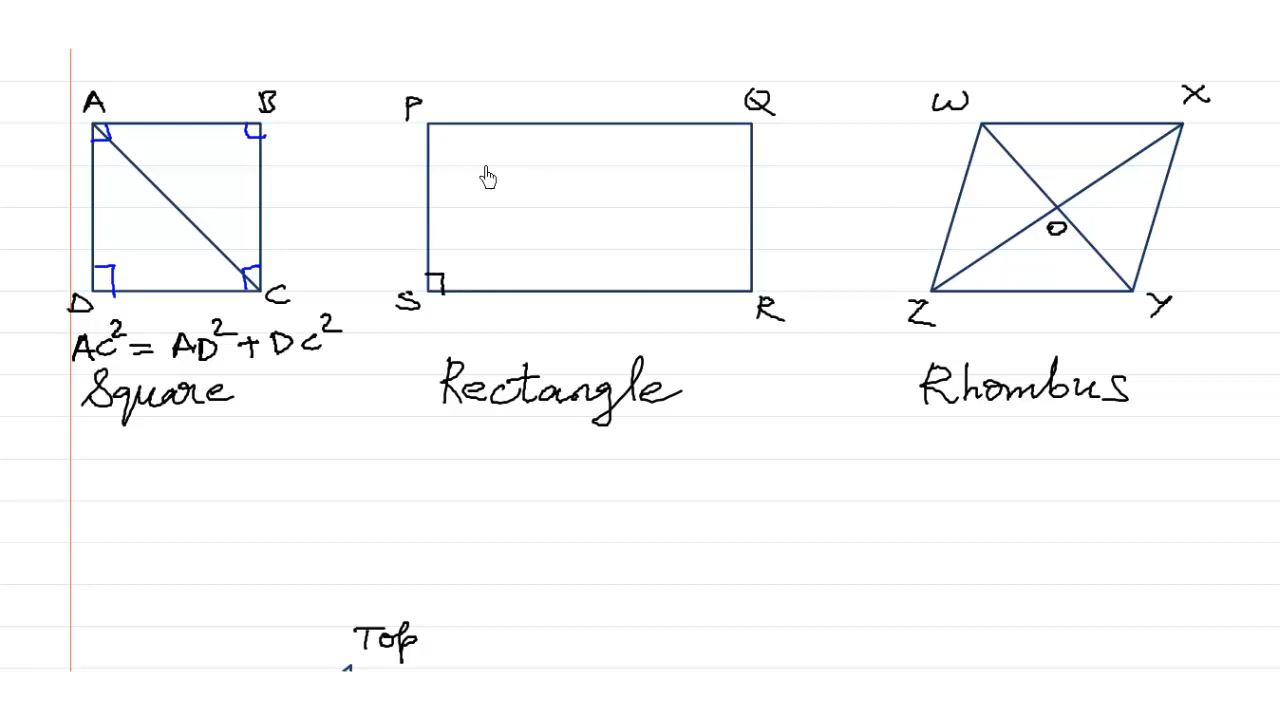 A B P Q W X
O
D C S R Z Y
AC² = AD² + DC²
Square Rectangle Rhombus
Top